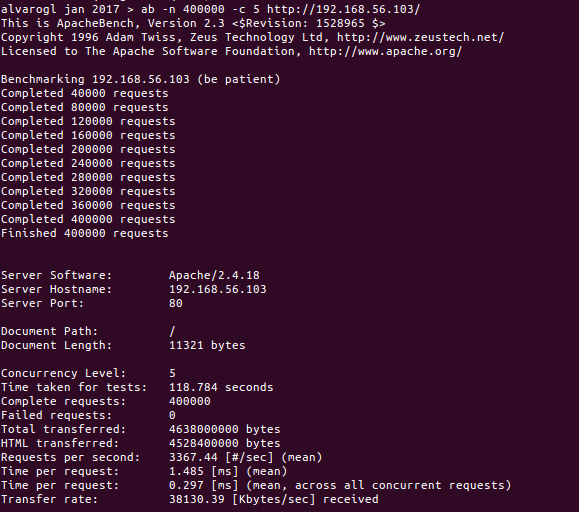 alvarogl jan 2017 > ab -n 400000 -c 5 http://192.168.56.103/
This is ApacheBench, Version 2.3 <$Revision: 1528965 $>
Copyright 1996 Adam Twiss, Zeus Technology Ltd, http://www.zeustech.net/
Licensed to The Apache Software Foundation, http://www.apache.org/

Benchmarking 192.168.56.103 (be patient)
Completed 40000 requests
Completed 80000 requests
Completed 120000 requests
Completed 160000 requests
Completed 200000 requests
Completed 240000 requests
Completed 280000 requests
Completed 320000 requests
Completed 360000 requests
Completed 400000 requests
Finished 400000 requests


Server Software:        Apache/2.4.18
Server Hostname:        192.168.56.103
Server Port:            80

Document Path:          /
Document Length:        11321 bytes

Concurrency Level:      5
Time taken for tests:   118.784 seconds
Complete requests:      400000
Failed requests:        0
Total transferred:      4638000000 bytes
HTML transferred:       4528400000 bytes
Requests per second:    3367.44 [#/sec] (mean)
Time per request:       1.485 [ms] (mean)
Time per request:       0.297 [ms] (mean, across all concurrent requests)
Transfer rate:          38130.39 [Kbytes/sec] received